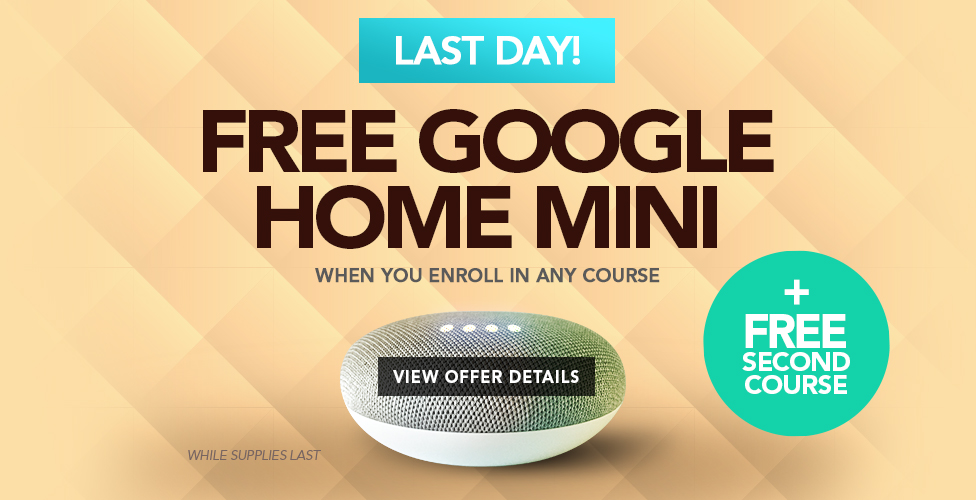 LAST DAY!
FREE GOOGLE
HOME MINI
WHEN YOU ENROLL IN ANY COURSE
+
FREE
SECOND
COURSE
VIEW OFFER DETAILS
WHILE SUPPLIES LAST